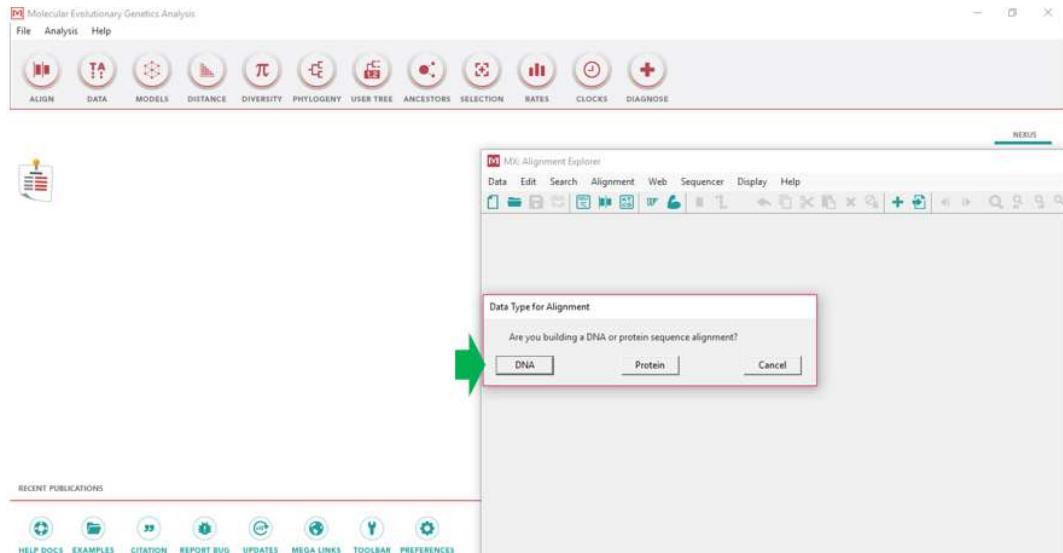 M Molecular Evolutionary Genetics Analysis
File Analysis Help
ALIGN DATA MODELS DISTANCE DIVERSITY PHYLOGENY USER TREE ANCESTORS SELECTION RATES CLOCKS DIAGNOSE
NEXUS
M MX: Alignment Explorer
Data Edit Search Alignment Web Sequencer Display Help
Data Type for Alignment
Are you building a DNA or protein sequence alignment?
DNA Protein Cancel
RECENT PUBLICATIONS
HELP DOCS EXAMPLES CITATION REPORT BUG UPDATES MEGA LINKS TOOLBAR PREFERENCES